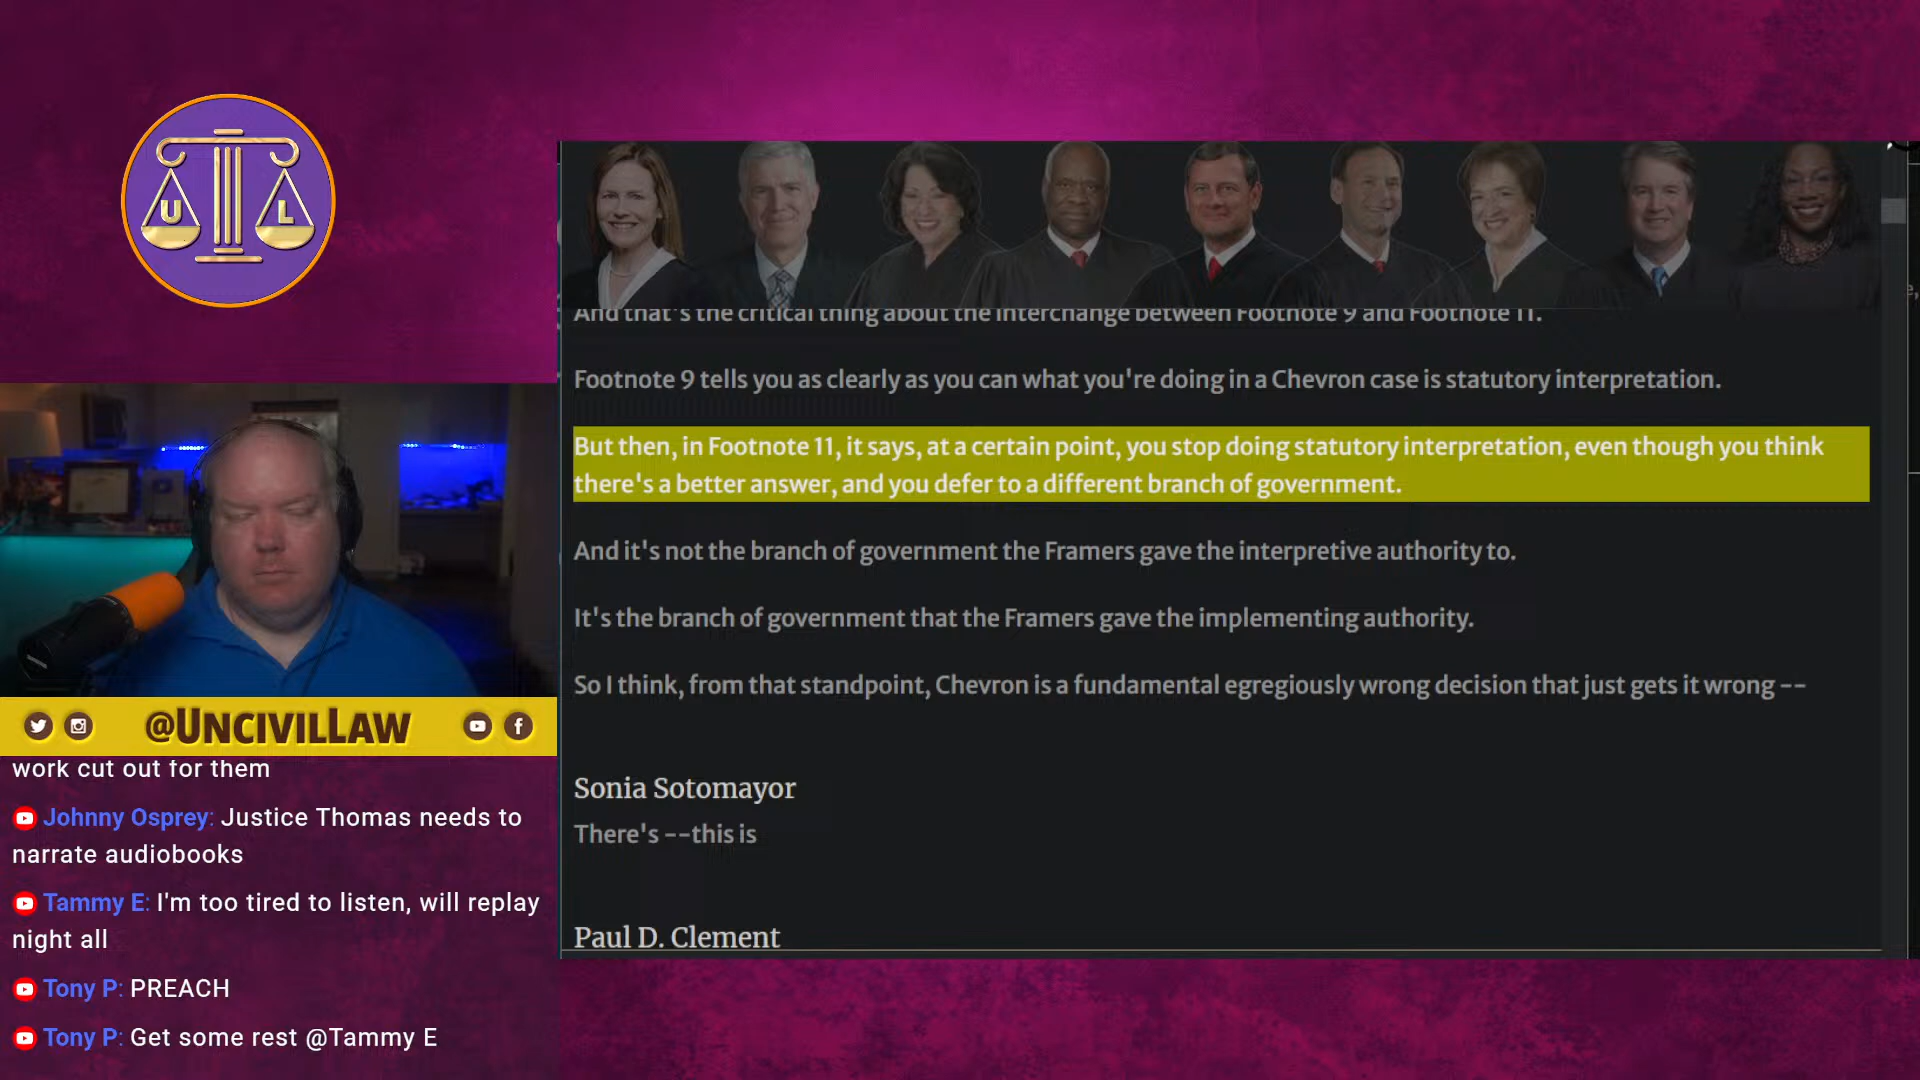 U L
@UNCIVILLAW
work cut out for them
Johnny Osprey: Justice Thomas needs to
narrate audiobooks
Tammy E: I'm too tired to listen, will replay
night all
Tony P: PREACH
Tony P: Get some rest @Tammy E
And that's the critical thing about the interchange between Footnote 9 and Footnote 11.
Footnote 9 tells you as clearly as you can what you're doing in a Chevron case is statutory interpretation.
But then, in Footnote 11, it says, at a certain point, you stop doing statutory interpretation, even though you think
there's a better answer, and you defer to a different branch of government.
And it's not the branch of government the Framers gave the interpretive authority to.
It's the branch of government that the Framers gave the implementing authority.
So I think, from that standpoint, Chevron is a fundamental egregiously wrong decision that just gets it wrong --
Sonia Sotomayor
There's --this is
Paul D. Clement